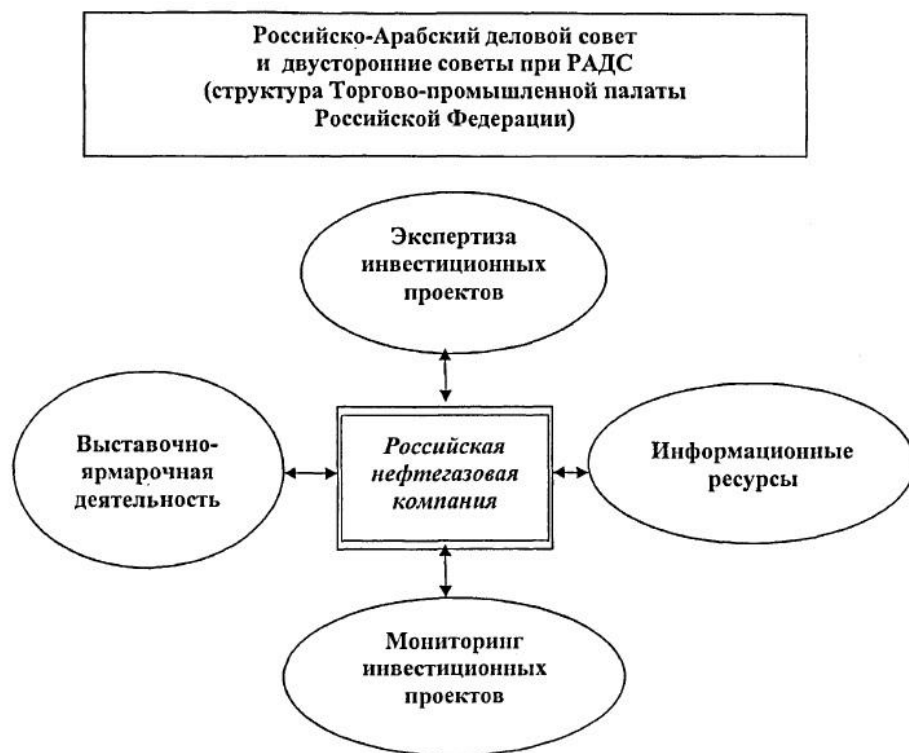 Российско-Арабский деловой совет
и двусторонние советы при РАДС
(структура Торгово-промышленной палаты
Российской Федерации)
Экспертиза
инвестиционных
проектов
Выставочно-
ярмарочная
деятельность
Российская
нефтегазовая
компания
Информационные
ресурсы
Мониторинг
инвестиционных
проектов